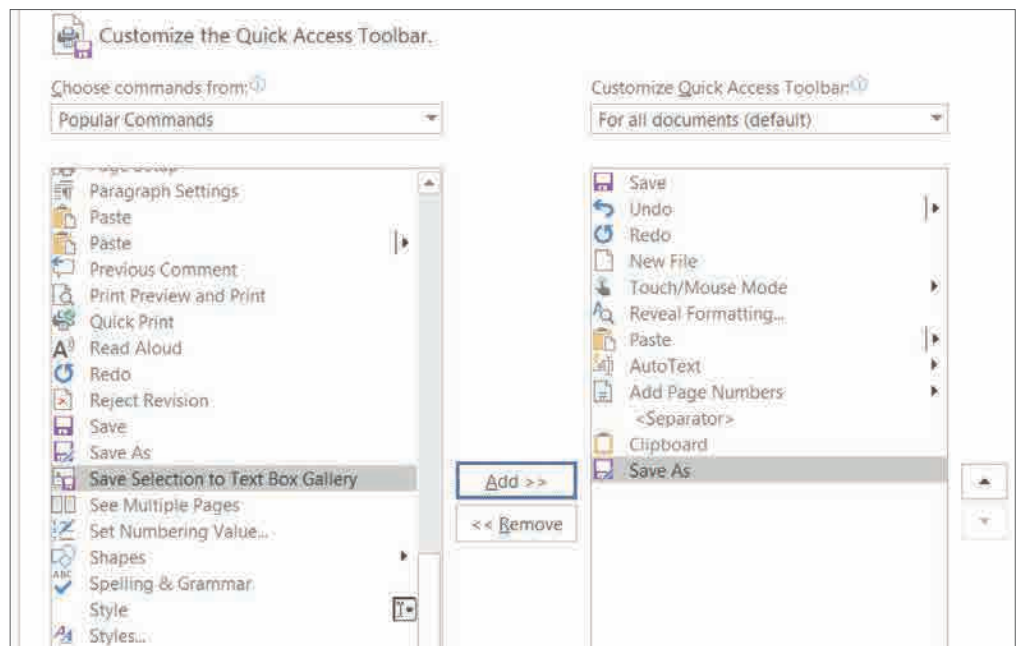 Customize the Quick Access Toolbar.
Choose commands from:
Popular Commands
Page Setup
Paragraph Settings
Paste
Paste
Previous Comment
Print Preview and Print
Quick Print
Read Aloud
Redo
Reject Revision
Save
Save As
Save Selection to Text Box Gallery
See Multiple Pages
Set Numbering Value...
Shapes
Spelling & Grammar
Style
Styles...
Add >>
<< Remove
Customize Quick Access Toolbar:
For all documents (default)
Save
Undo
Redo
New File
Touch/Mouse Mode
Reveal Formatting...
Paste
AutoText
Add Page Numbers
<Separator>
Clipboard
Save As